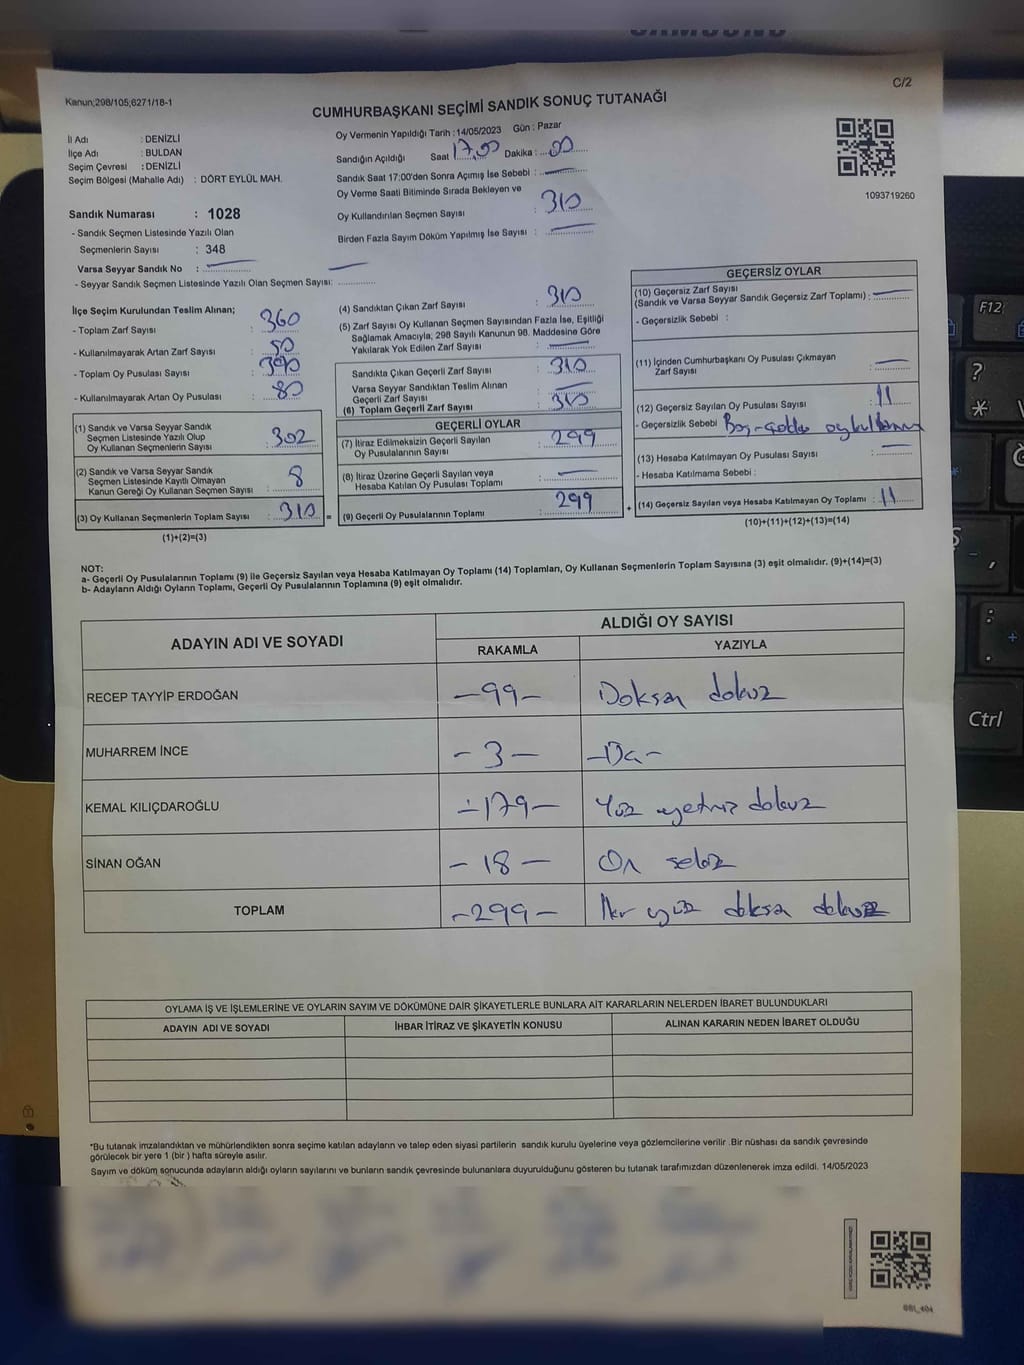 SAMSUNG
C/2
Kanun;298/105;6271/18-1
CUMHURBAŞKANI SEÇİMİ SANDIK SONUÇ TUTANAĞI
İl Adı : DENİZLİ
İlçe Adı : BULDAN
Seçim Çevresi : DENİZLİ
Seçim Bölgesi (Mahalle Adı) : DÖRT EYLÜL MAH.
Oy Vermenin Yapıldığı Tarih : 14/05/2023 Gün : Pazar
Sandığın Açıldığı Saat 17.00 Dakika : 00
Sandık Saat 17:00'den Sonra Açımış İse Sebebi :
Oy Verme Saati Bitiminde Sırada Bekleyen ve
Oy Kullandırılan Seçmen Sayısı : 310
Birden Fazla Sayım Döküm Yapılmış İse Sayısı :
1093719260
Sandık Numarası : 1028
- Sandık Seçmen Listesinde Yazılı Olan
Seçmenlerin Sayısı : 348
Varsa Seyyar Sandık No :
- Seyyar Sandık Seçmen Listesinde Yazılı Olan Seçmen Sayısı:
İlçe Seçim Kurulundan Teslim Alınan;
- Toplam Zarf Sayısı : 360
- Kullanılmayarak Artan Zarf Sayısı : 50
- Toplam Oy Pusulası Sayısı : 390
- Kullanılmayarak Artan Oy Pusulası : 80
(1) Sandık ve Varsa Seyyar Sandık
Seçmen Listesinde Yazılı Olup
Oy Kullanan Seçmenlerin Sayısı : 302
(2) Sandık ve Varsa Seyyar Sandık
Seçmen Listesinde Kayıtlı Olmayan
Kanun Gereği Oy Kullanan Seçmen Sayısı : 8
(3) Oy Kullanan Seçmenlerin Toplam Sayısı : 310 =
(1)+(2)=(3)
(4) Sandıktan Çıkan Zarf Sayısı : 310
(5) Zarf Sayısı Oy Kullanan Seçmen Sayısından Fazla İse, Eşitliği
Sağlamak Amacıyla; 298 Sayılı Kanunun 98. Maddesine Göre
Yakılarak Yok Edilen Zarf Sayısı :
Sandıkta Çıkan Geçerli Zarf Sayısı : 310
Varsa Seyyar Sandıktan Teslim Alınan
Geçerli Zarf Sayısı :
(6) Toplam Geçerli Zarf Sayısı : 310
GEÇERLİ OYLAR
(7) İtiraz Edilmeksizin Geçerli Sayılan
Oy Pusulalarının Sayısı : 299
(8) İtiraz Üzerine Geçerli Sayılan veya
Hesaba Katılan Oy Pusulası Toplamı :
(9) Geçerli Oy Pusulalarının Toplamı : 299 +
GEÇERSİZ OYLAR
(10) Geçersiz Zarf Sayısı
(Sandık ve Varsa Seyyar Sandık Geçersiz Zarf Toplamı) :
- Geçersizlik Sebebi :
(11) İçinden Cumhurbaşkanı Oy Pusulası Çıkmayan
Zarf Sayısı :
(12) Geçersiz Sayılan Oy Pusulası Sayısı : 11
- Geçersizlik Sebebi
(13) Hesaba Katılmayan Oy Pusulası Sayısı :
- Hesaba Katılmama Sebebi :
(14) Geçersiz Sayılan veya Hesaba Katılmayan Oy Toplamı : 11
(10)+(11)+(12)+(13)=(14)
NOT:
a- Geçerli Oy Pusulalarının Toplamı (9) ile Geçersiz Sayılan veya Hesaba Katılmayan Oy Toplamı (14) Toplamları, Oy Kullanan Seçmenlerin Toplam Sayısına (3) eşit olmalıdır. (9)+(14)=(3)
b- Adayların Aldığı Oyların Toplamı, Geçerli Oy Pusulalarının Toplamına (9) eşit olmalıdır.
ADAYIN ADI VE SOYADI
ALDIĞI OY SAYISI
RAKAMLA YAZIYLA
RECEP TAYYİP ERDOĞAN -99- Doksan dokuz
MUHARREM İNCE -3- -Üç-
KEMAL KILIÇDAROĞLU -179- Yüz yetmiş dokuz
SİNAN OĞAN -18- On sekiz
TOPLAM -299- İki yüz doksan dokuz
OYLAMA İŞ VE İŞLEMLERİNE VE OYLARIN SAYIM VE DÖKÜMÜNE DAİR ŞİKAYETLERLE BUNLARA AİT KARARLARIN NELERDEN İBARET BULUNDUKLARI
ADAYIN ADI VE SOYADI İHBAR İTİRAZ VE ŞİKAYETİN KONUSU ALINAN KARARIN NEDEN İBARET OLDUĞU
*Bu tutanak imzalandıktan ve mühürlendikten sonra seçime katılan adayların ve talep eden siyasi partilerin sandık kurulu üyelerine veya gözlemcilerine verilir .Bir nüshası da sandık çevresinde
görülecek bir yere 1 (bir ) hafta süreyle asılır.
Sayım ve döküm sonucunda adayların aldığı oyların sayılarını ve bunların sandık çevresinde bulunanlara duyurulduğunu gösteren bu tutanak tarafımızdan düzenlenerek imza edildi. 14/05/2023
F12
?
*
Ctrl